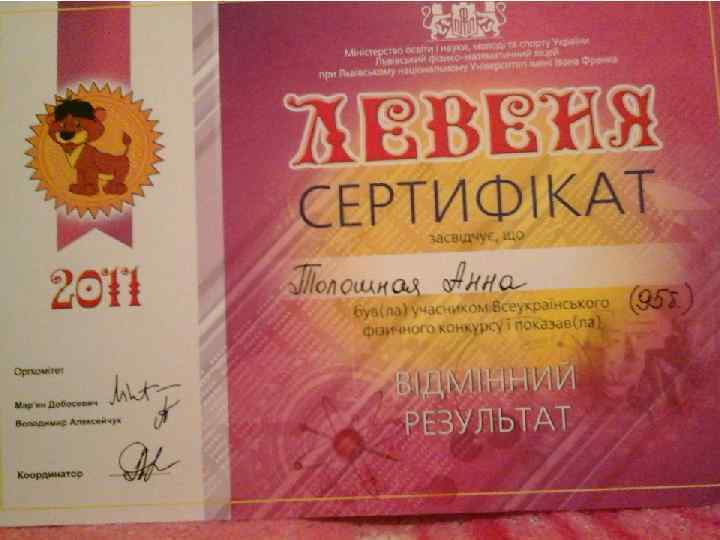 Міністерство освіти і науки, молоді та спорту України
Львівський фізико-математичний ліцей
при Львівському національному Університеті імені Івана Франка
ЛЕВЕНЯ
СЕРТИФІКАТ
засвідчує, що
Толошная Анна
(95б.)
був(ла) учасником Всеукраїнського
фізичного конкурсу і показав(ла)
ВІДМІННИЙ
РЕЗУЛЬТАТ
2011
Оргкомітет
Мар'ян Добосевич
Володимир Алексейчук
Координатор